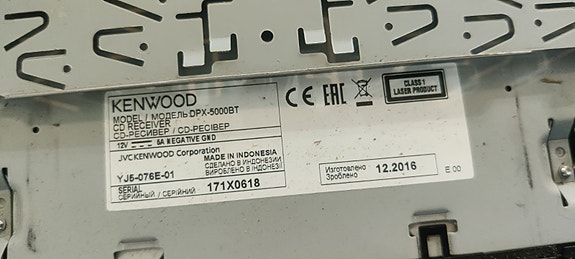 KENWOOD
MODEL / МОДЕЛЬ DPX-5000BT
CD RECEIVER
CD-РЕСИВЕР / CD-РЕСІВЕР
12V ⎓ 5A NEGATIVE GND
JVCKENWOOD Corporation
YJ5-076E-01
MADE IN INDONESIA
СДЕЛАНО В ИНДОНЕЗИИ
ВИРОБЛЕНО В ІНДОНЕЗІЇ
SERIAL
СЕРИЙНЫЙ / СЕРІЙНИЙ
171X0618
CE EAC
CLASS 1
LASER PRODUCT
Изготовлено
Зроблено
12.2016
E 00